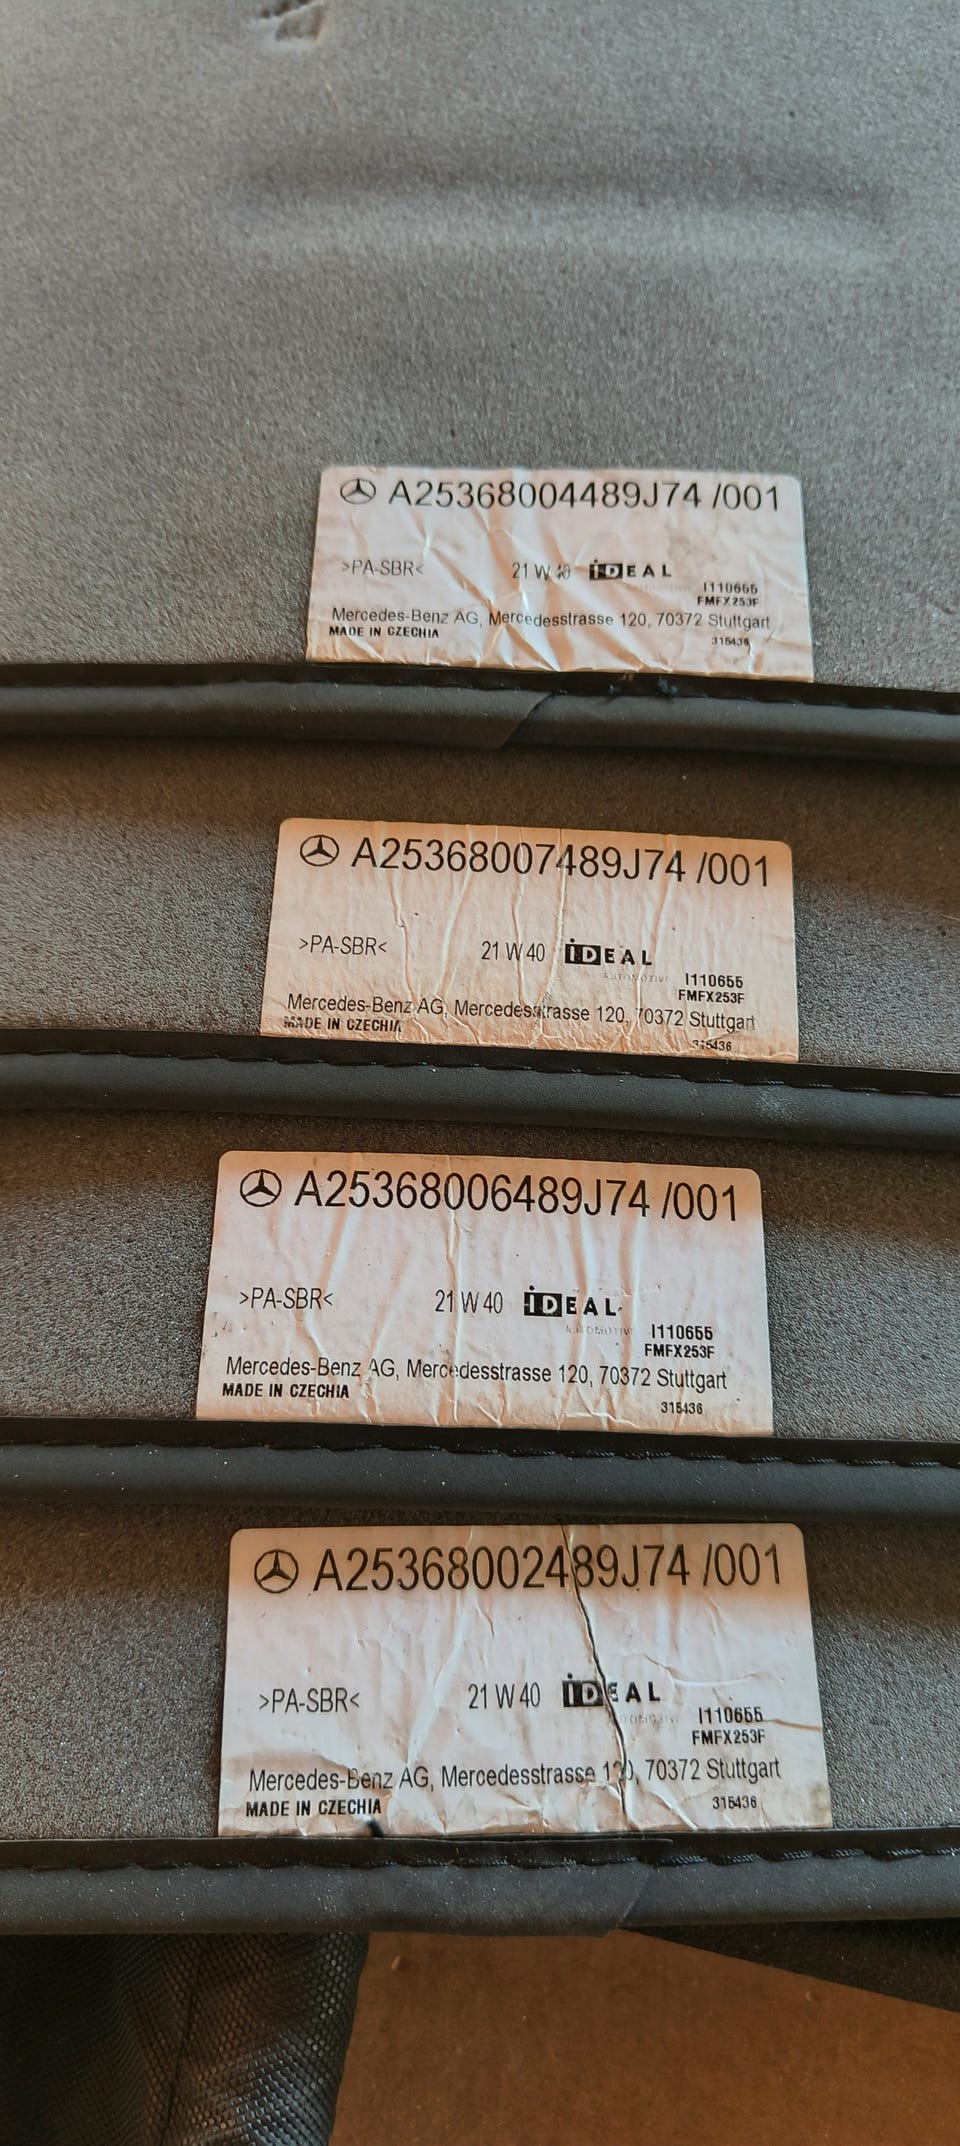 A25368004489J74 /001
>PA-SBR< 21 W 40 iDEAL
I110655
FMFX253F
Mercedes-Benz AG, Mercedesstrasse 120, 70372 Stuttgart
MADE IN CZECHIA 315436
A25368007489J74 /001
>PA-SBR< 21 W 40 iDEAL
AUTOMOTIVE I110655
FMFX253F
Mercedes-Benz AG, Mercedesstrasse 120, 70372 Stuttgart
MADE IN CZECHIA 315436
A25368006489J74 /001
>PA-SBR< 21 W 40 iDEAL
AUTOMOTIVE I110655
FMFX253F
Mercedes-Benz AG, Mercedesstrasse 120, 70372 Stuttgart
MADE IN CZECHIA 315436
A25368002489J74 /001
>PA-SBR< 21 W 40 iDEAL
AUTOMOTIVE I110655
FMFX253F
Mercedes-Benz AG, Mercedesstrasse 120, 70372 Stuttgart
MADE IN CZECHIA 315436